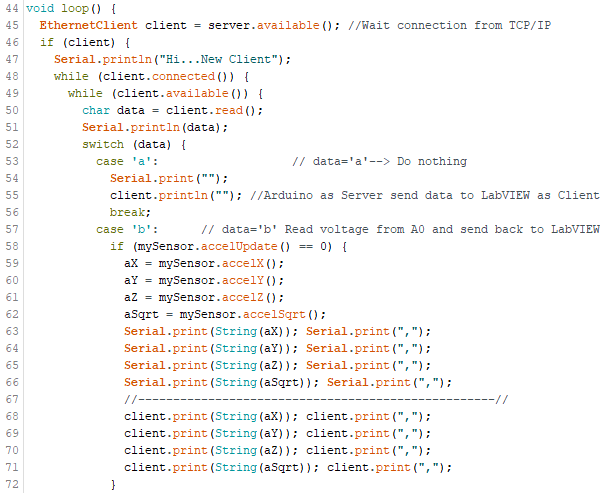 44 void loop() {
45   EthernetClient client = server.available(); //Wait connection from TCP/IP
46   if (client) {
47     Serial.println("Hi...New Client");
48     while (client.connected()) {
49       while (client.available()) {
50         char data = client.read();
51         Serial.println(data);
52         switch (data) {
53           case 'a':                   // data='a'--> Do nothing
54             Serial.print("");
55             client.println(""); //Arduino as Server send data to LabVIEW as Client
56             break;
57           case 'b':      // data='b' Read voltage from A0 and send back to LabVIEW
58             if (mySensor.accelUpdate() == 0) {
59               aX = mySensor.accelX();
60               aY = mySensor.accelY();
61               aZ = mySensor.accelZ();
62               aSqrt = mySensor.accelSqrt();
63               Serial.print(String(aX)); Serial.print(",");
64               Serial.print(String(aY)); Serial.print(",");
65               Serial.print(String(aZ)); Serial.print(",");
66               Serial.print(String(aSqrt)); Serial.print(",");
67               //---------------------------------------------------//
68               client.print(String(aX)); client.print(",");
69               client.print(String(aY)); client.print(",");
70               client.print(String(aZ)); client.print(",");
71               client.print(String(aSqrt)); client.print(",");
72             }